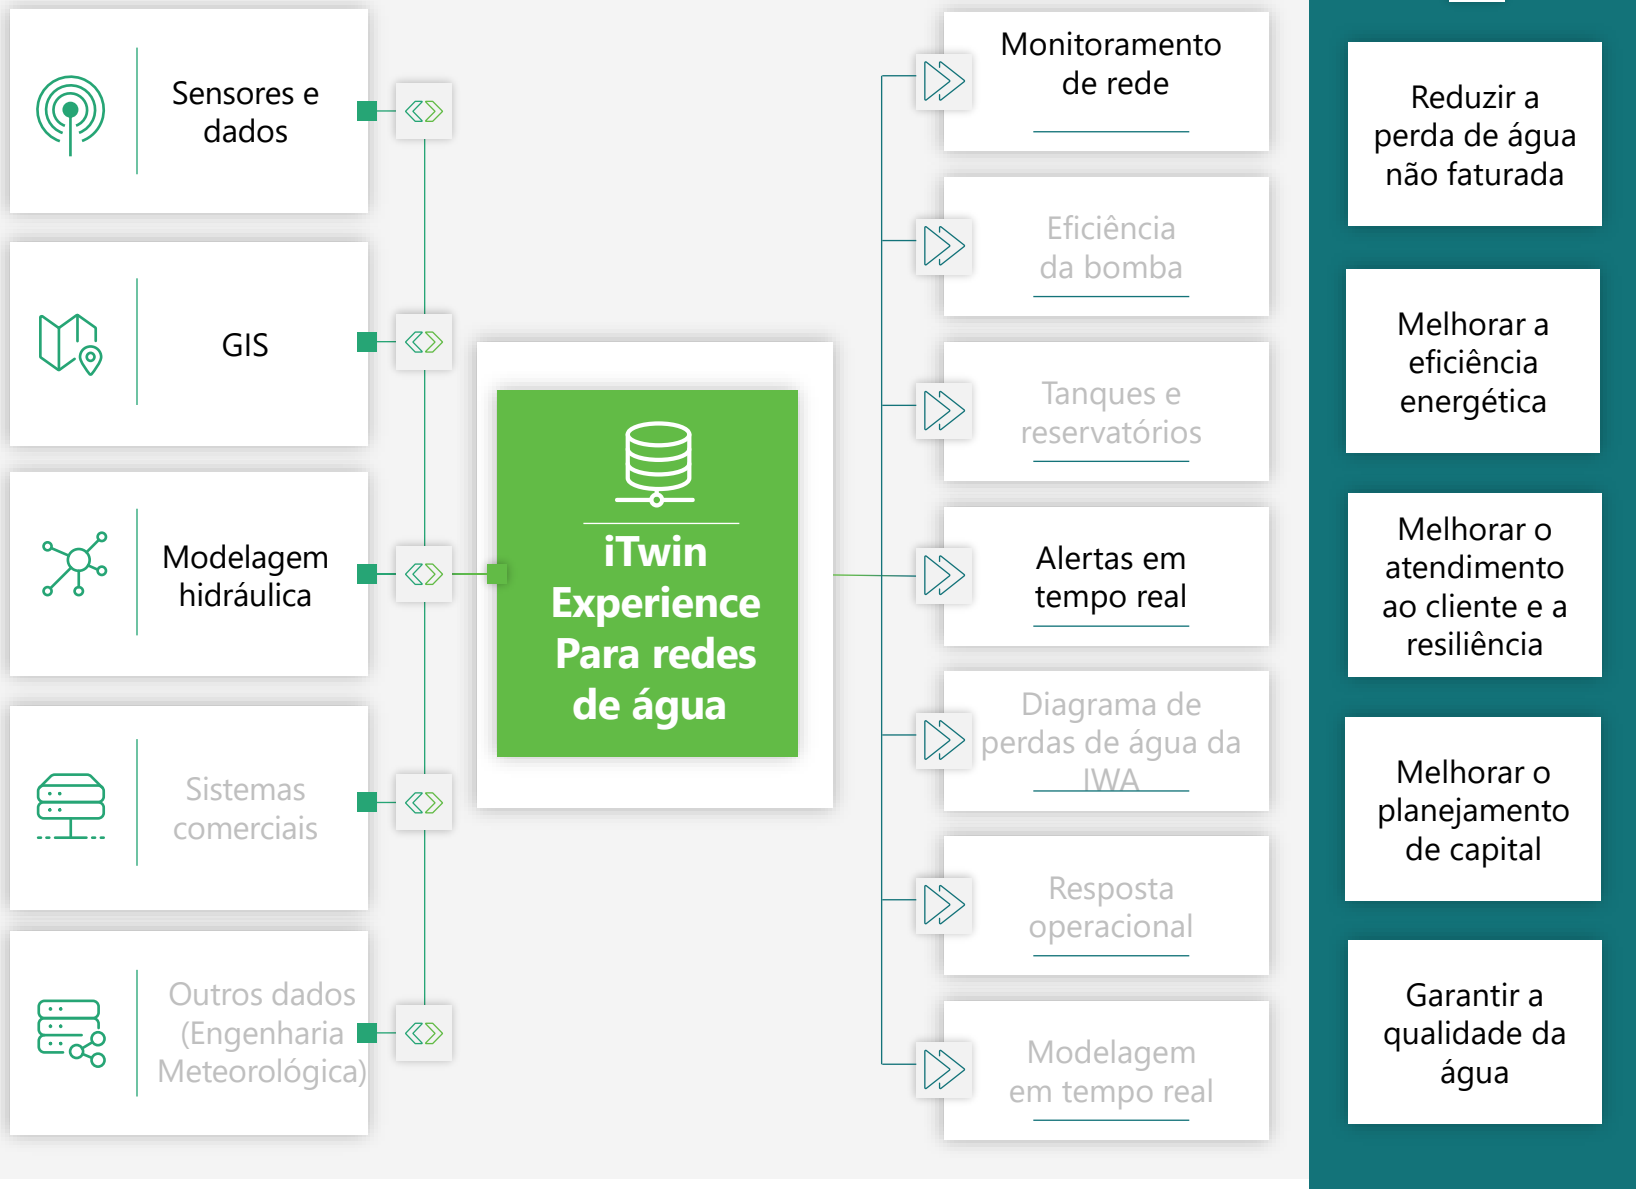 Sensores e
dados
GIS
Modelagem
hidráulica
Sistemas
comerciais
Outros dados
(Engenharia
Meteorológica)
iTwin
Experience
Para redes
de água
Monitoramento
de rede
Eficiência
da bomba
Tanques e
reservatórios
Alertas em
tempo real
Diagrama de
perdas de água da
IWA
Resposta
operacional
Modelagem
em tempo real
Reduzir a
perda de água
não faturada
Melhorar a
eficiência
energética
Melhorar o
atendimento
ao cliente e a
resiliência
Melhorar o
planejamento
de capital
Garantir a
qualidade da
água